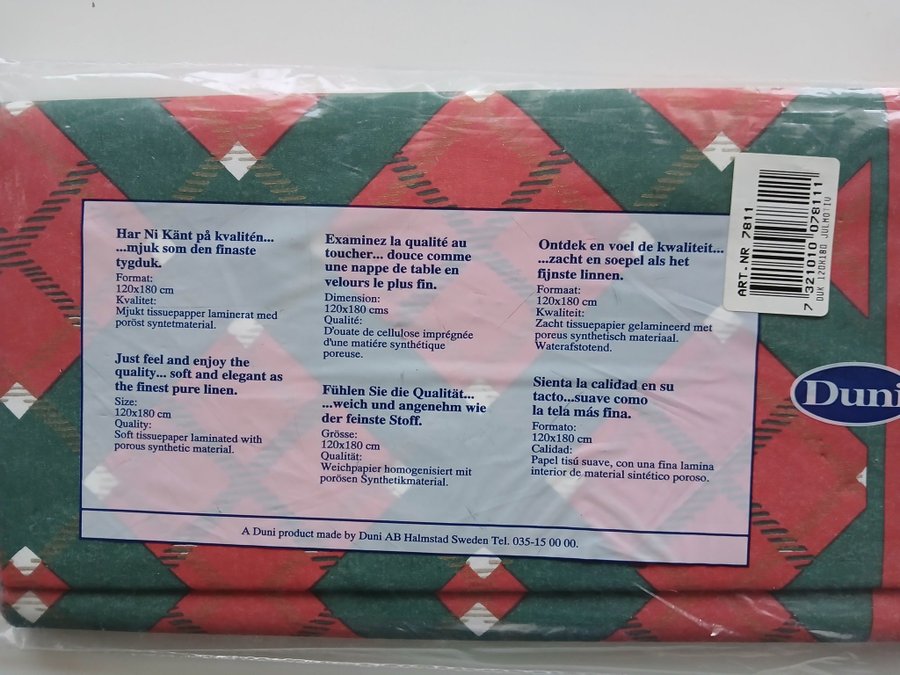 Har Ni Känt på kvalitén...
...mjuk som den finaste
tygduk.
Format:
120x180 cm
Kvalitet:
Mjukt tissuepapper laminerat med
poröst syntetmaterial.
Just feel and enjoy the
quality... soft and elegant as
the finest pure linen.
Size:
120x180 cm
Quality:
Soft tissuepaper laminated with
porous synthetic material.
Examinez la qualité au
toucher... douce comme
une nappe de table en
velours le plus fin.
Dimension:
120x180 cms
Qualité:
D'ouate de cellulose imprégnée
d'une matiére synthétique
poreuse.
Fühlen Sie die Qualität...
...weich und angenehm wie
der feinste Stoff.
Grösse:
120x180 cm
Qualität:
Weichpapier homogenisiert mit
porösen Synthetikmaterial.
Ontdek en voel de kwaliteit...
...zacht en soepel als het
fijnste linnen.
Formaat:
120x180 cm
Kwaliteit:
Zacht tissuepapier gelamineerd met
poreus synthetisch materiaal.
Waterafstotend.
Sienta la calidad en su
tacto...suave como
la tela más fina.
Formato:
120x180 cm
Calidad:
Papel tisú suave, con una fina lamina
interior de material sintético poroso.
A Duni product made by Duni AB Halmstad Sweden Tel. 035-15 00 00.
ART.NR 7811
7 321010 078111
DUK 120X180 JULMOTIV
Duni